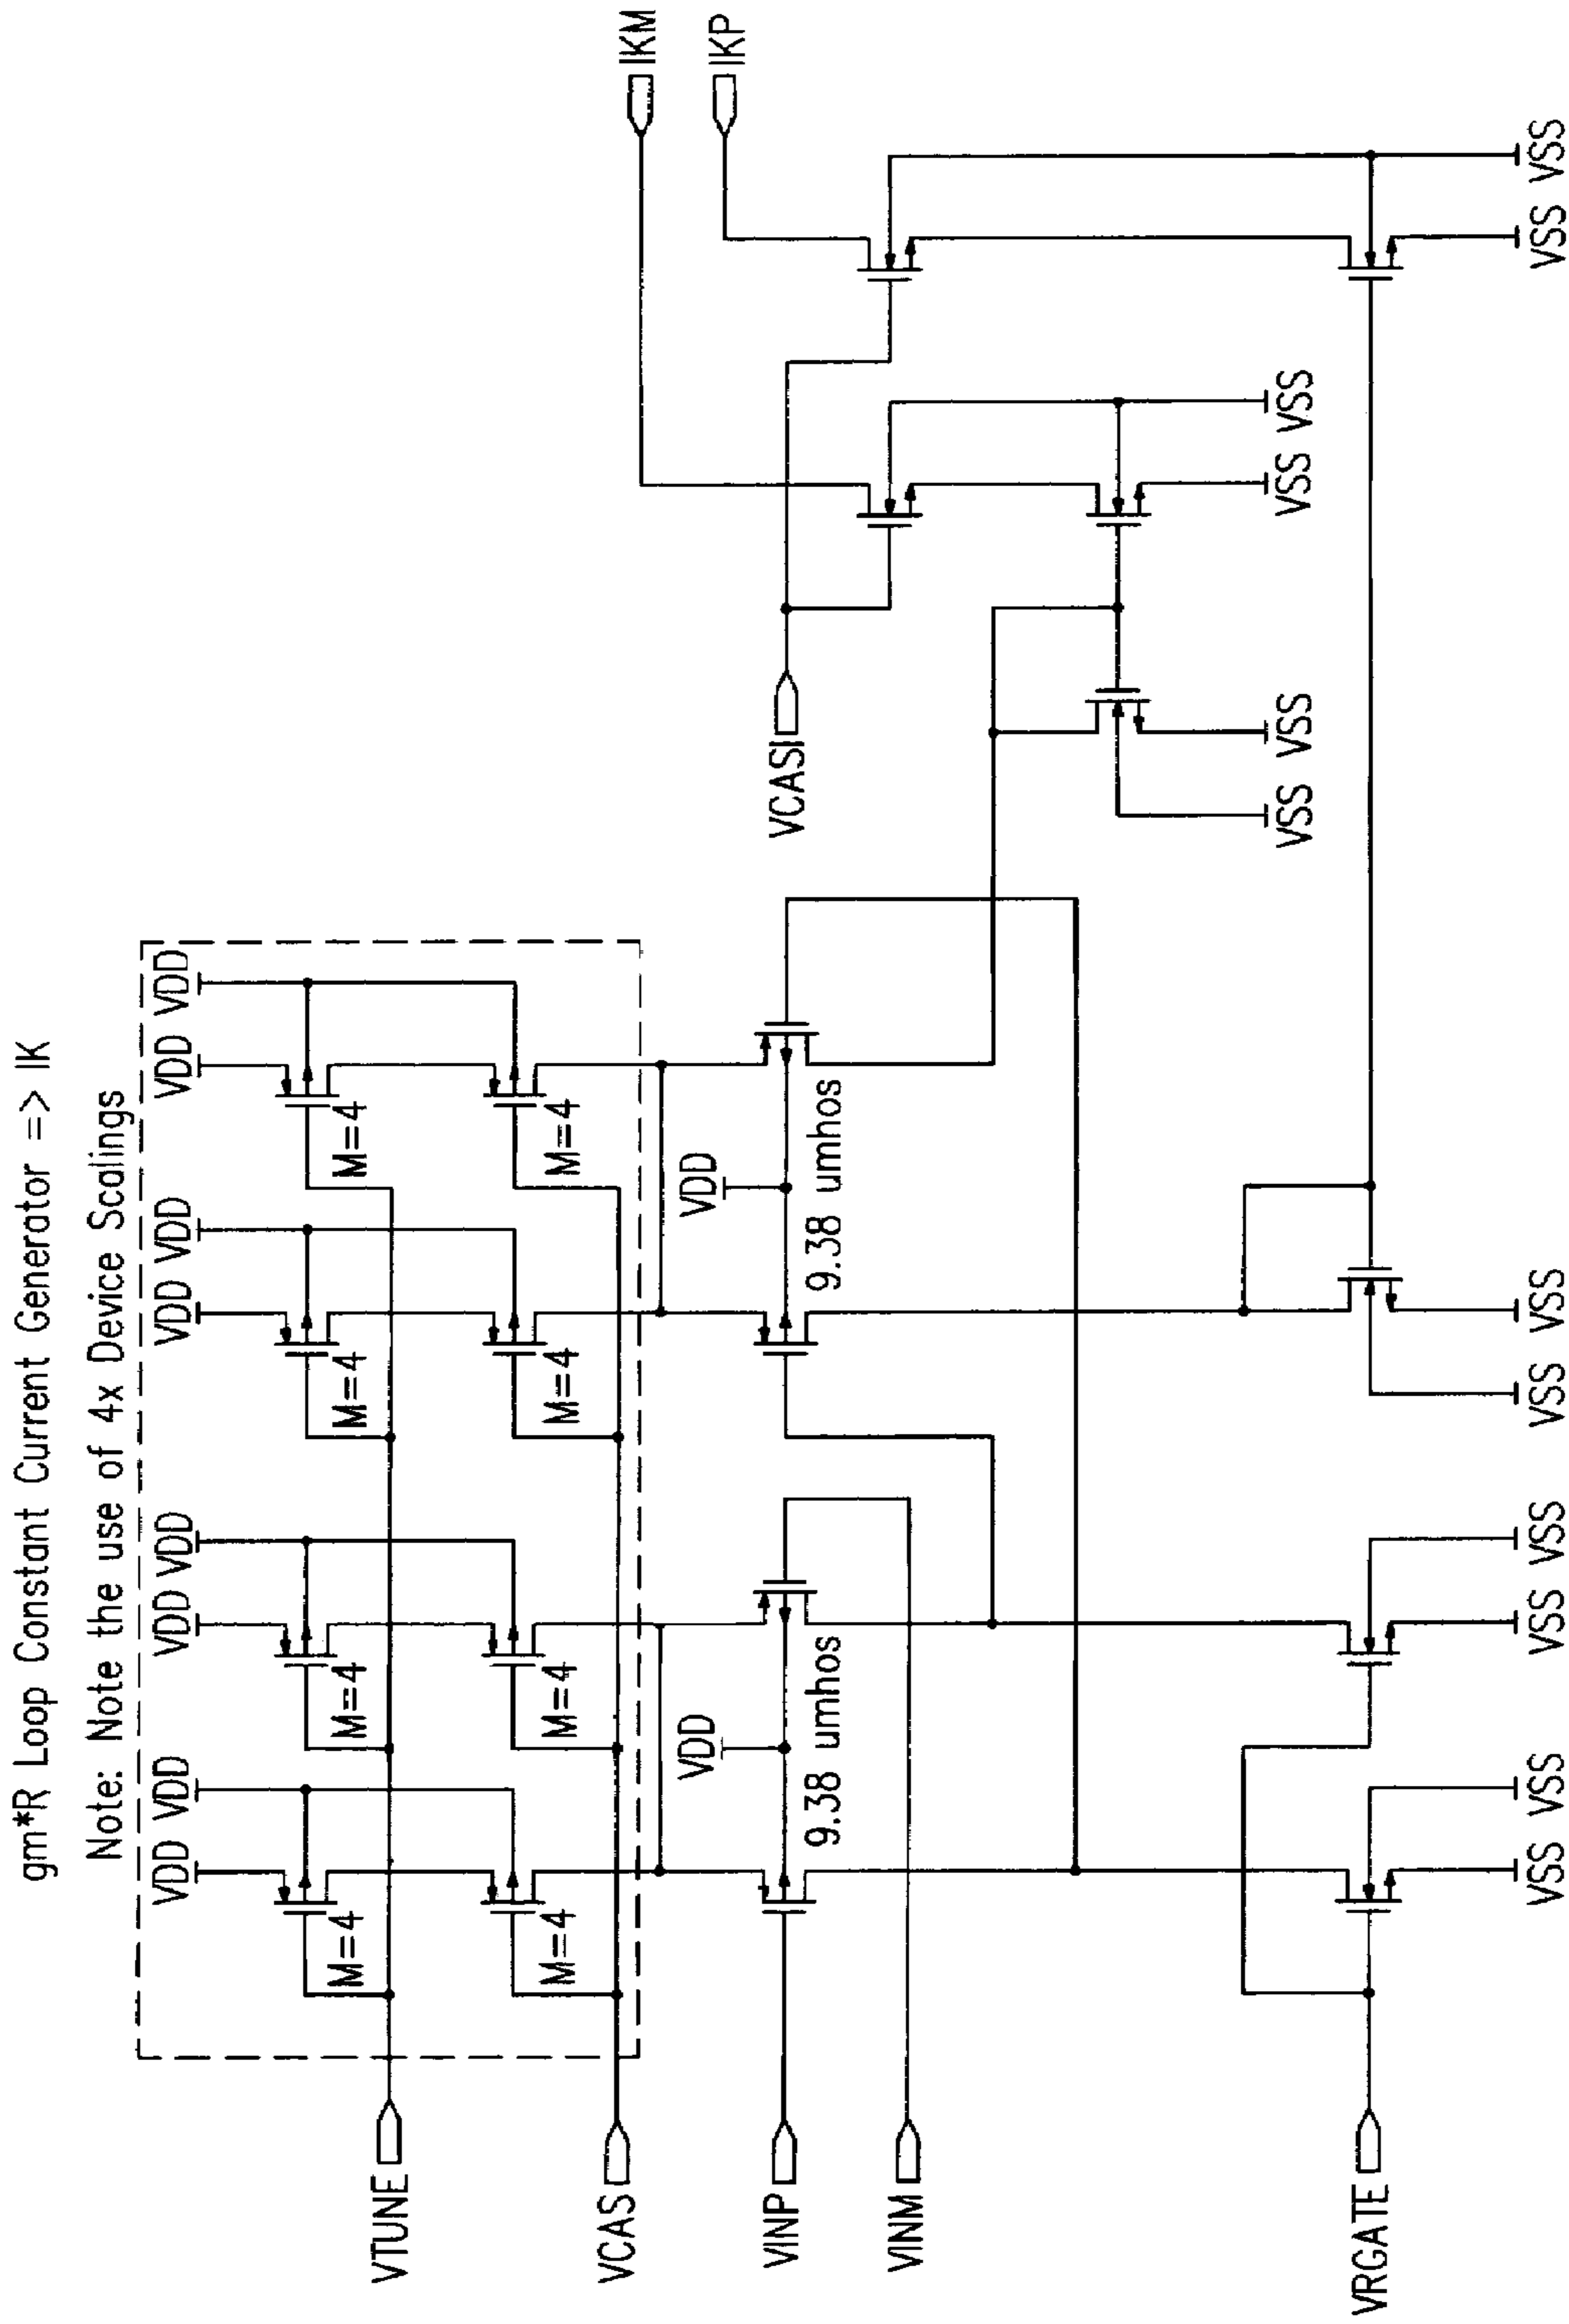 gm*R Loop Constant Current Generator => IK
Note: Note the use of 4x Device Scalings
VDD VDD VDD VDD VDD VDD VDD VDD
M=4 M=4 M=4 M=4
VTUNE
M=4 M=4 M=4 M=4
VCAS
IKM
VDD VDD
IKP
VINP
VCASI
9.38 umhos 9.38 umhos
VINM
VSS VSS VSS VSS
VRGATE
VSS VSS VSS VSS VSS VSS VSS VSS